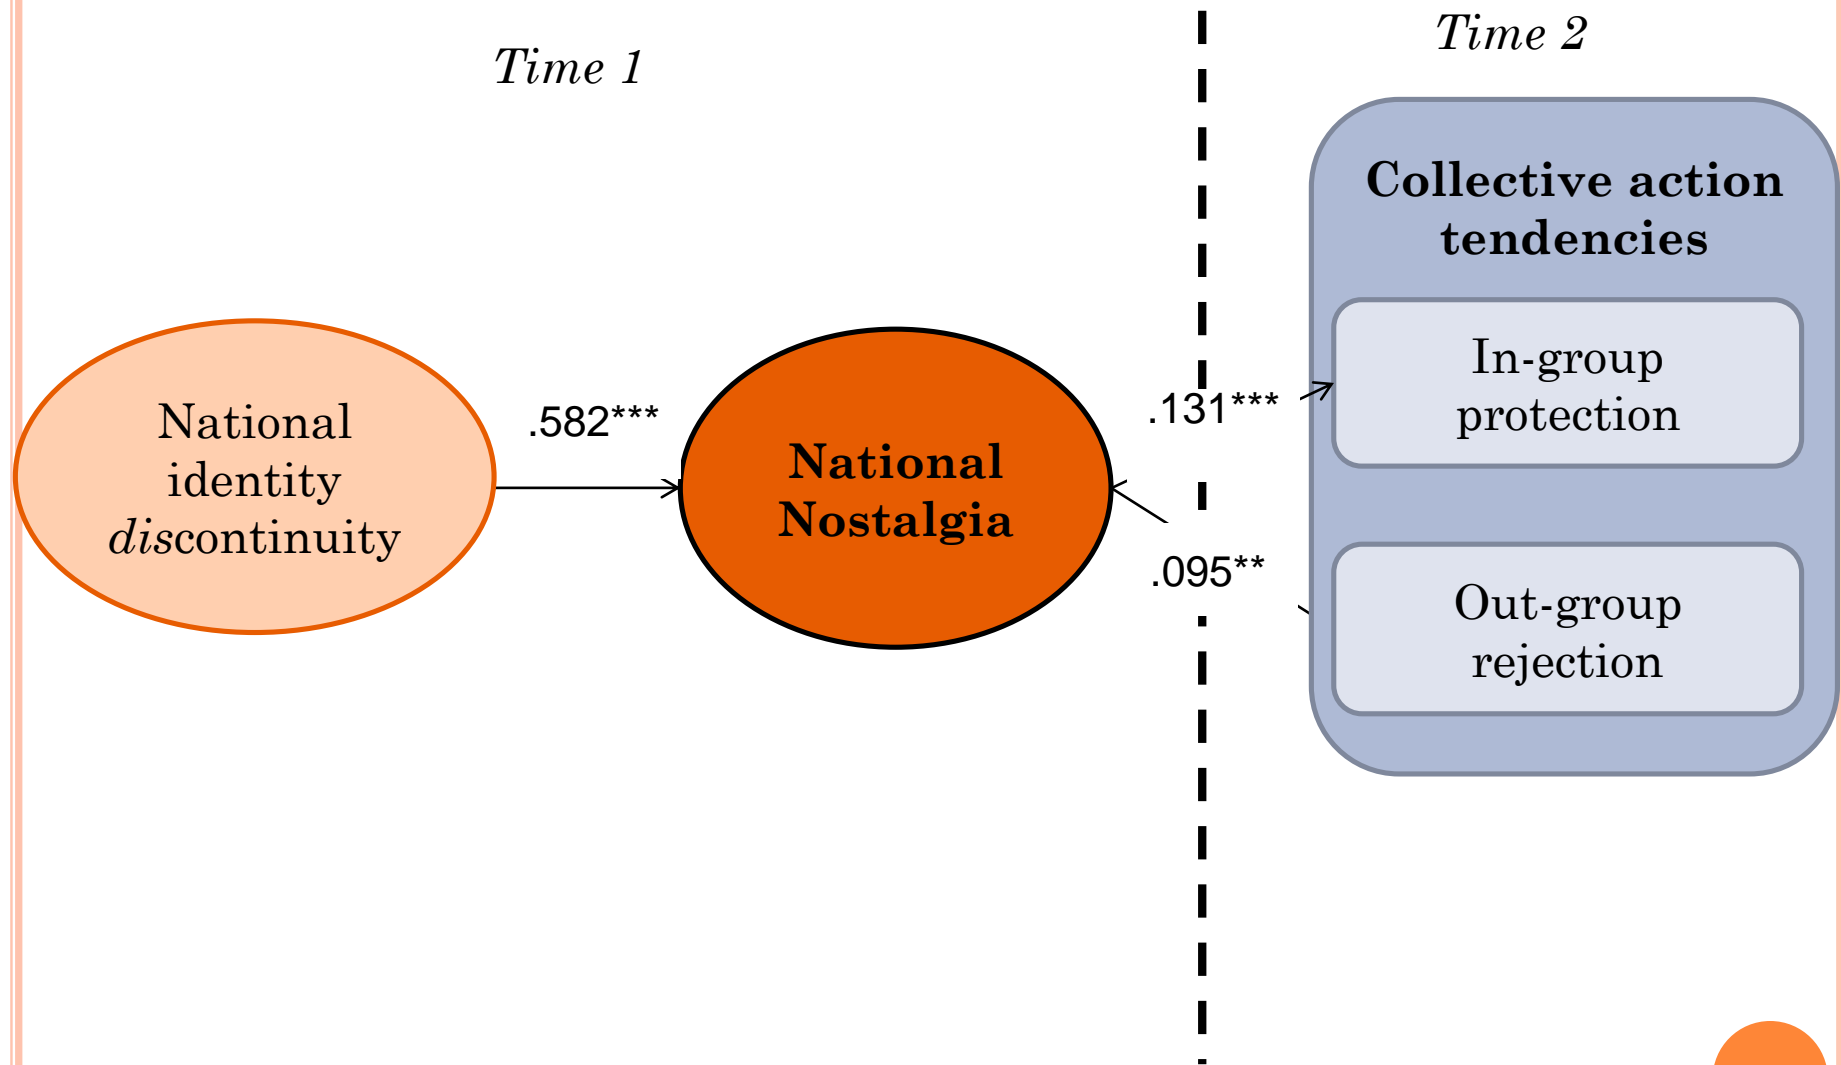 Time 1
Time 2
Collective action
tendencies
National
identity
discontinuity
.582***
National
Nostalgia
.131***
.095**
In-group
protection
Out-group
rejection